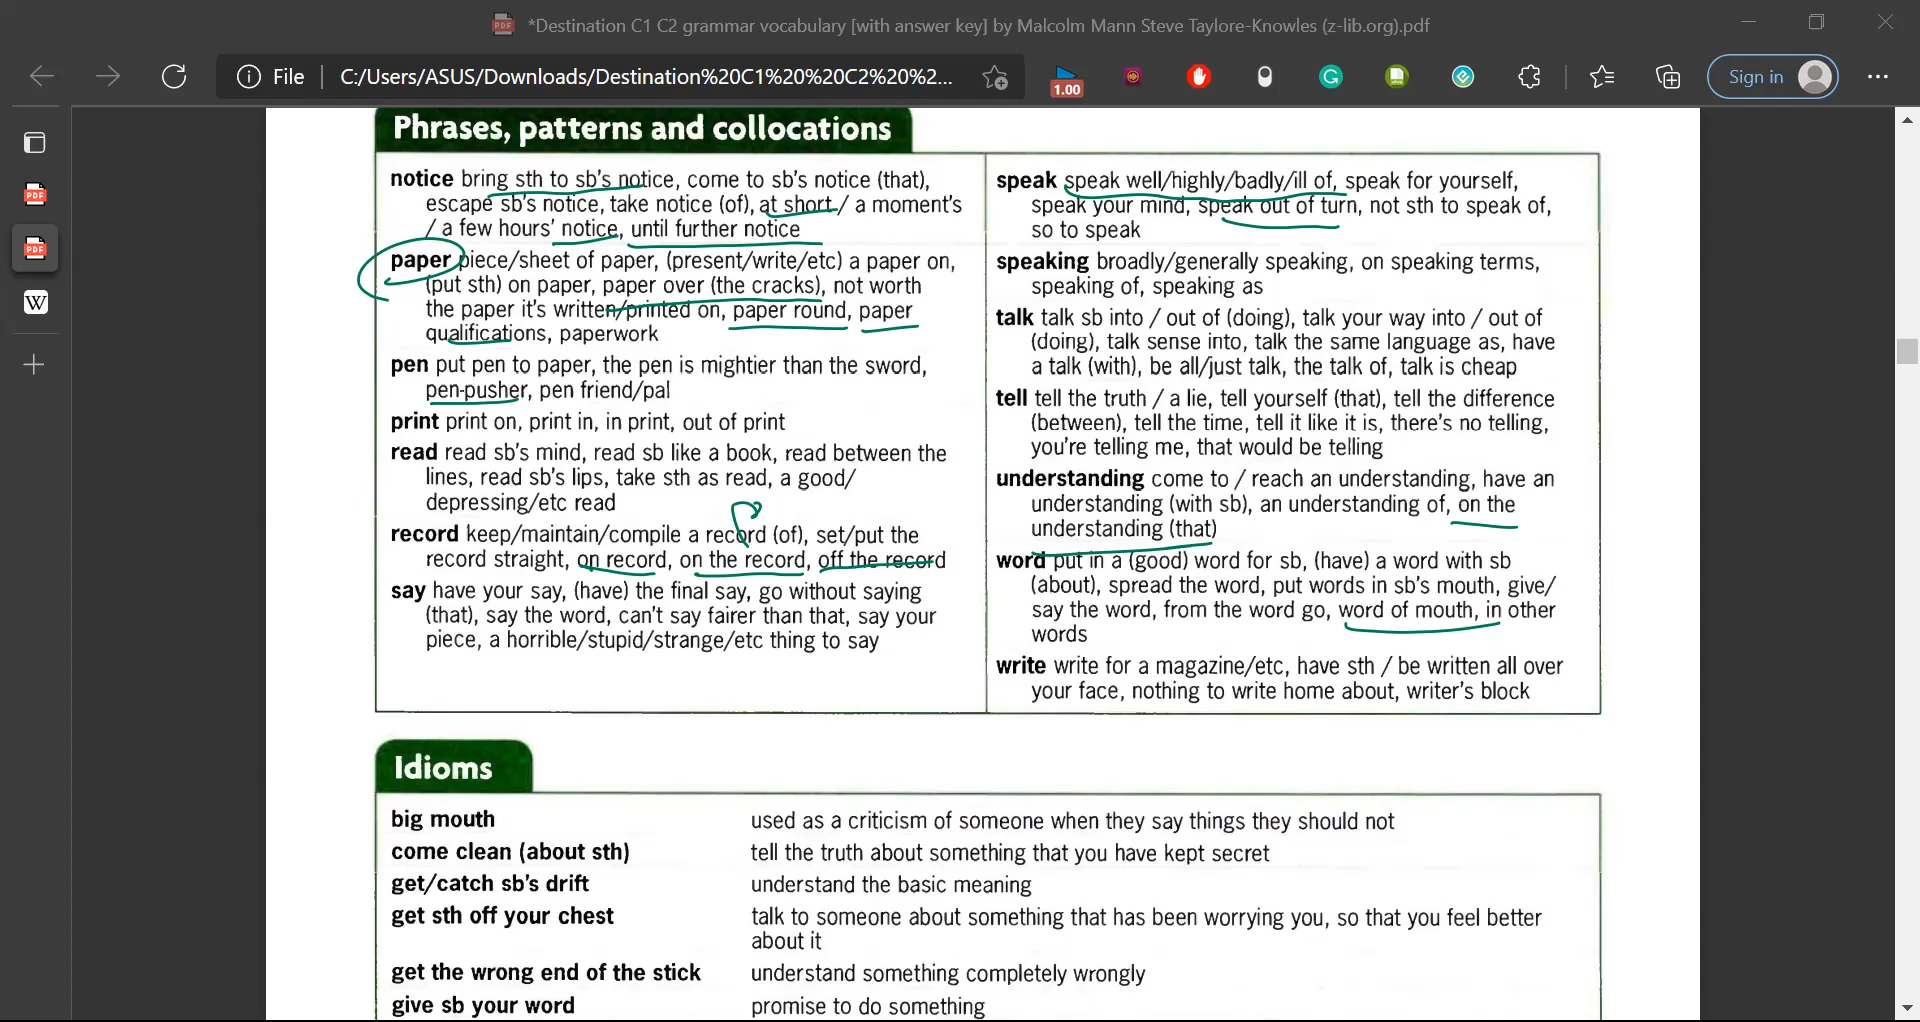 *Destination C1 C2 grammar vocabulary [with answer key] by Malcolm Mann Steve Taylore-Knowles (z-lib.org).pdf
File
C:/Users/ASUS/Downloads/Destination%20C1%20%20C2%20%2...
1.00
Sign in
Phrases, patterns and collocations
notice bring sth to sb's notice, come to sb's notice (that),
escape sb's notice, take notice (of), at short / a moment's
/ a few hours' notice, until further notice
paper piece/sheet of paper, (present/write/etc) a paper on,
(put sth) on paper, paper over (the cracks), not worth
the paper it's written/printed on, paper round, paper
qualifications, paperwork
pen put pen to paper, the pen is mightier than the sword,
pen-pusher, pen friend/pal
print print on, print in, in print, out of print
read read sb's mind, read sb like a book, read between the
lines, read sb's lips, take sth as read, a good/
depressing/etc read
record keep/maintain/compile a record (of), set/put the
record straight, on record, on the record, off the record
say have your say, (have) the final say, go without saying
(that), say the word, can't say fairer than that, say your
piece, a horrible/stupid/strange/etc thing to say
speak speak well/highly/badly/ill of, speak for yourself,
speak your mind, speak out of turn, not sth to speak of,
so to speak
speaking broadly/generally speaking, on speaking terms,
speaking of, speaking as
talk talk sb into / out of (doing), talk your way into / out of
(doing), talk sense into, talk the same language as, have
a talk (with), be all/just talk, the talk of, talk is cheap
tell tell the truth / a lie, tell yourself (that), tell the difference
(between), tell the time, tell it like it is, there's no telling,
you're telling me, that would be telling
understanding come to / reach an understanding, have an
understanding (with sb), an understanding of, on the
understanding (that)
word put in a (good) word for sb, (have) a word with sb
(about), spread the word, put words in sb's mouth, give/
say the word, from the word go, word of mouth, in other
words
write write for a magazine/etc, have sth / be written all over
your face, nothing to write home about, writer's block
Idioms
big mouth used as a criticism of someone when they say things they should not
come clean (about sth) tell the truth about something that you have kept secret
get/catch sb's drift understand the basic meaning
get sth off your chest talk to someone about something that has been worrying you, so that you feel better
about it
get the wrong end of the stick understand something completely wrongly
give sb your word promise to do something